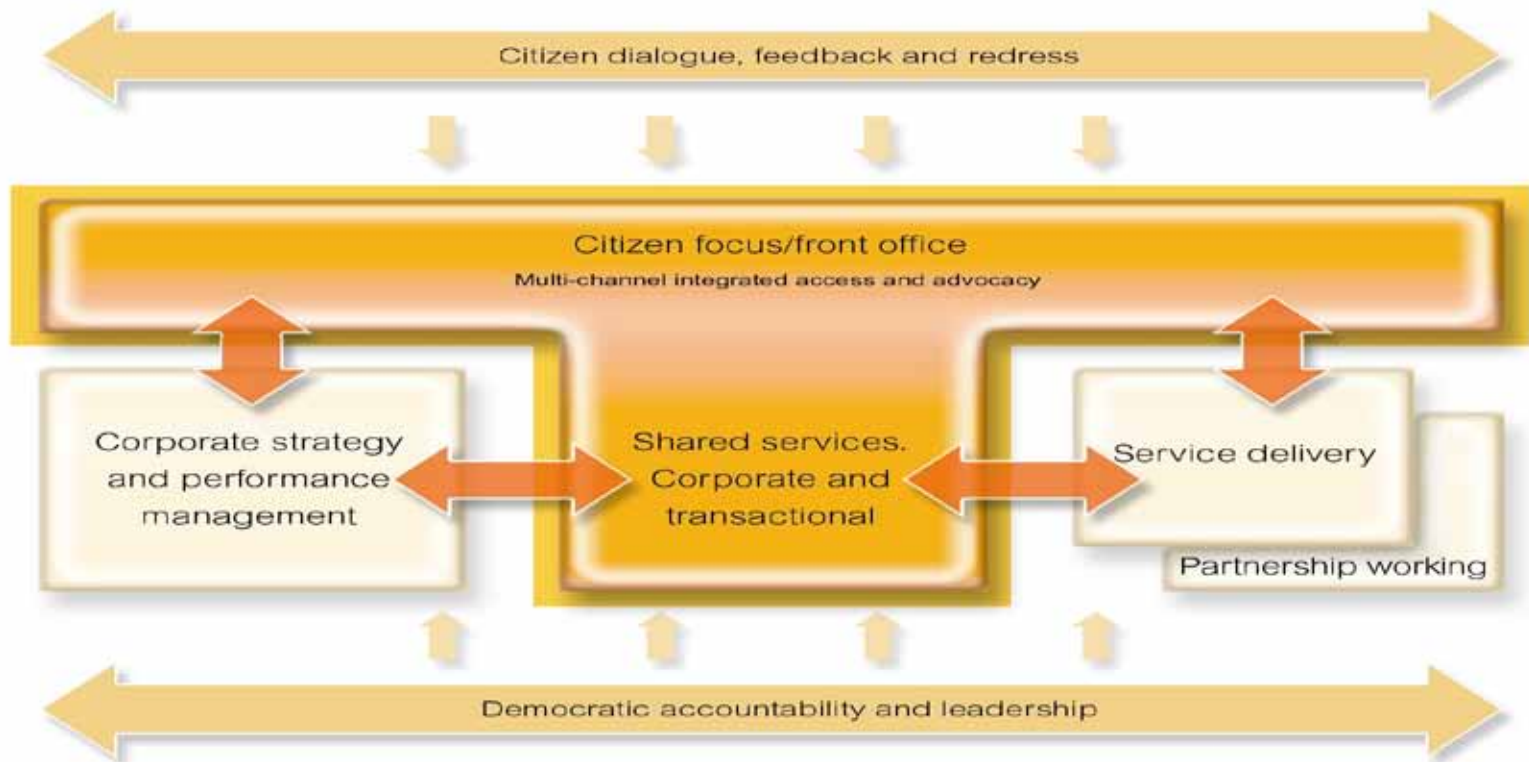 Citizen dialogue, feedback and redress
Citizen focus/front office
Multi-channel integrated access and advocacy
Corporate strategy
and performance
management
Shared services.
Corporate and
transactional
Service delivery
Partnership working
Democratic accountability and leadership